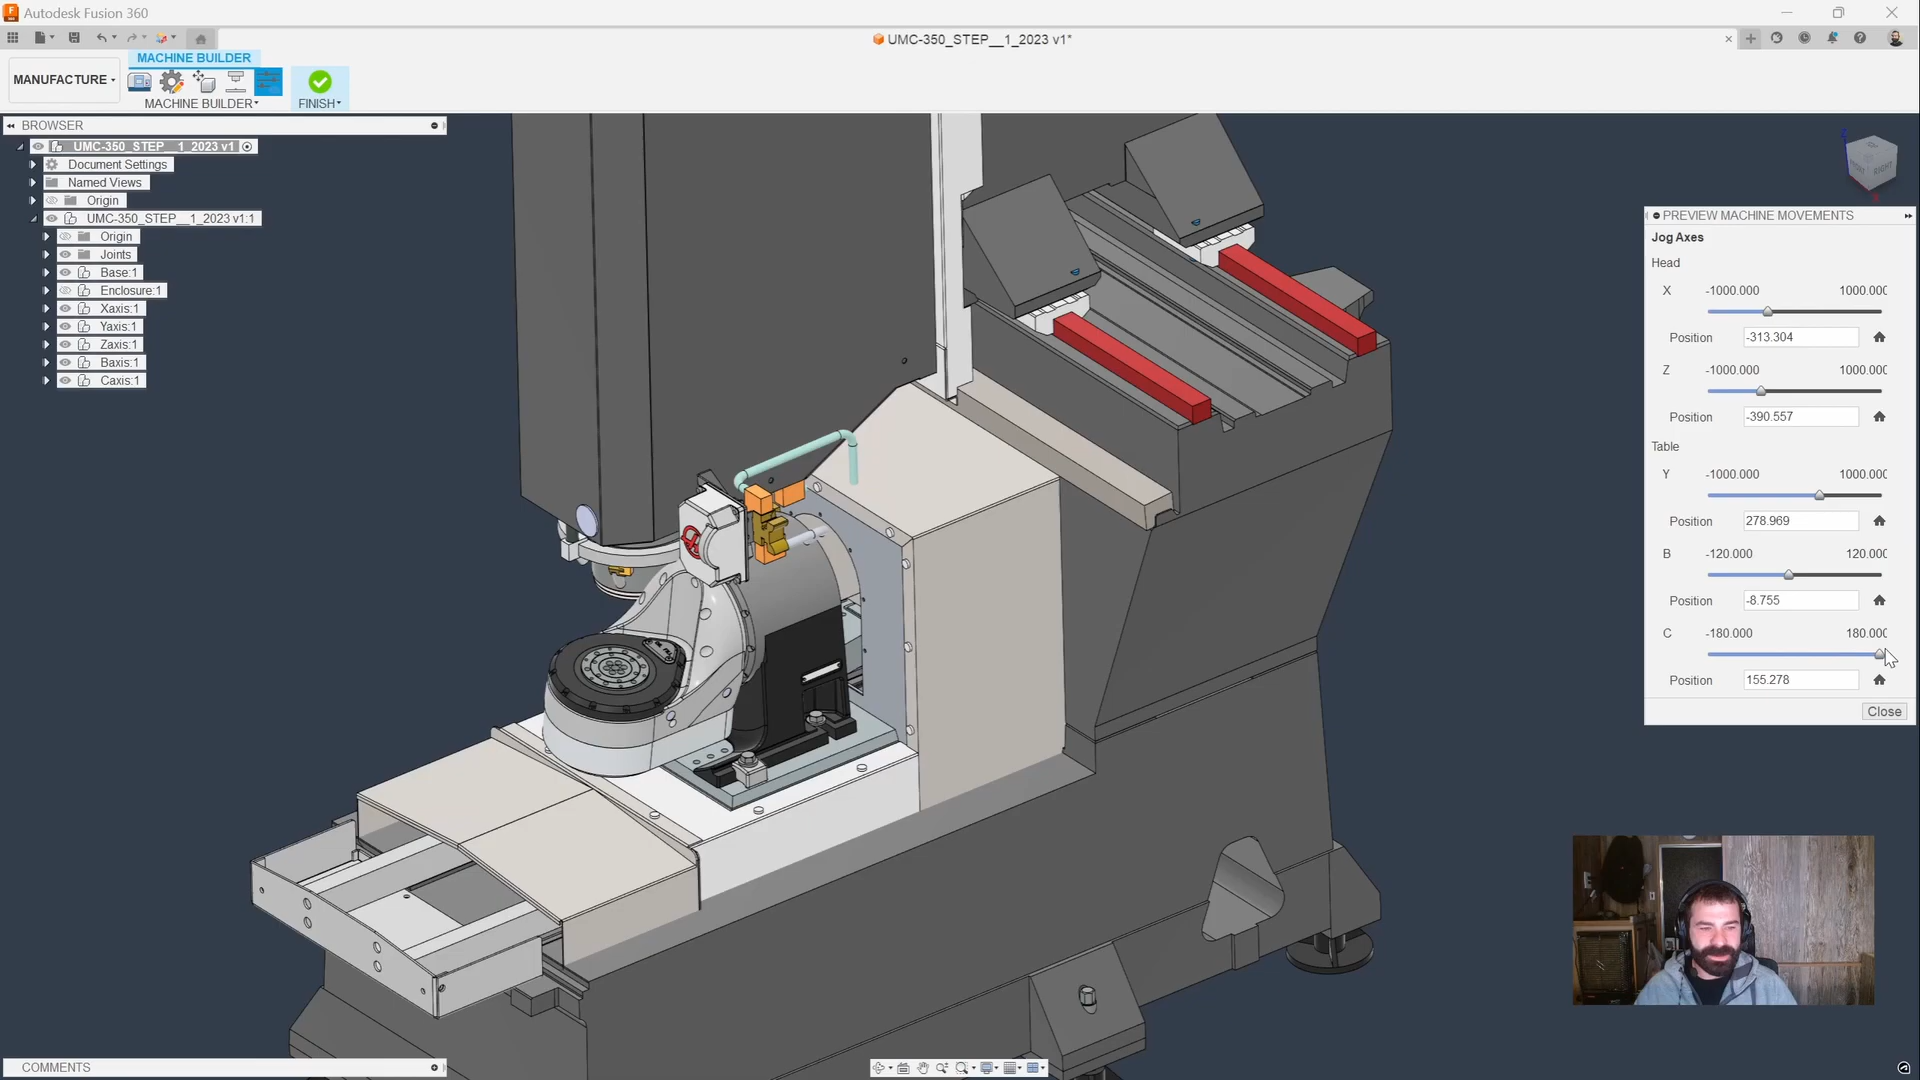 Autodesk Fusion 360
UMC-350_STEP__1_2023 v1*
MACHINE BUILDER
MANUFACTURE
MACHINE BUILDER
FINISH
BROWSER
UMC-350_STEP__1_2023 v1
Document Settings
Named Views
Origin
UMC-350_STEP__1_2023 v1:1
Origin
Joints
Base:1
Enclosure:1
Xaxis:1
Yaxis:1
Zaxis:1
Baxis:1
Caxis:1
RIGHT
PREVIEW MACHINE MOVEMENTS
Jog Axes
Head
X -1000.000 1000.000
Position -313.304
Z -1000.000 1000.000
Position -390.557
Table
Y -1000.000 1000.000
Position 278.969
B -120.000 120.000
Position -8.755
C -180.000 180.000
Position 155.278
Close
COMMENTS